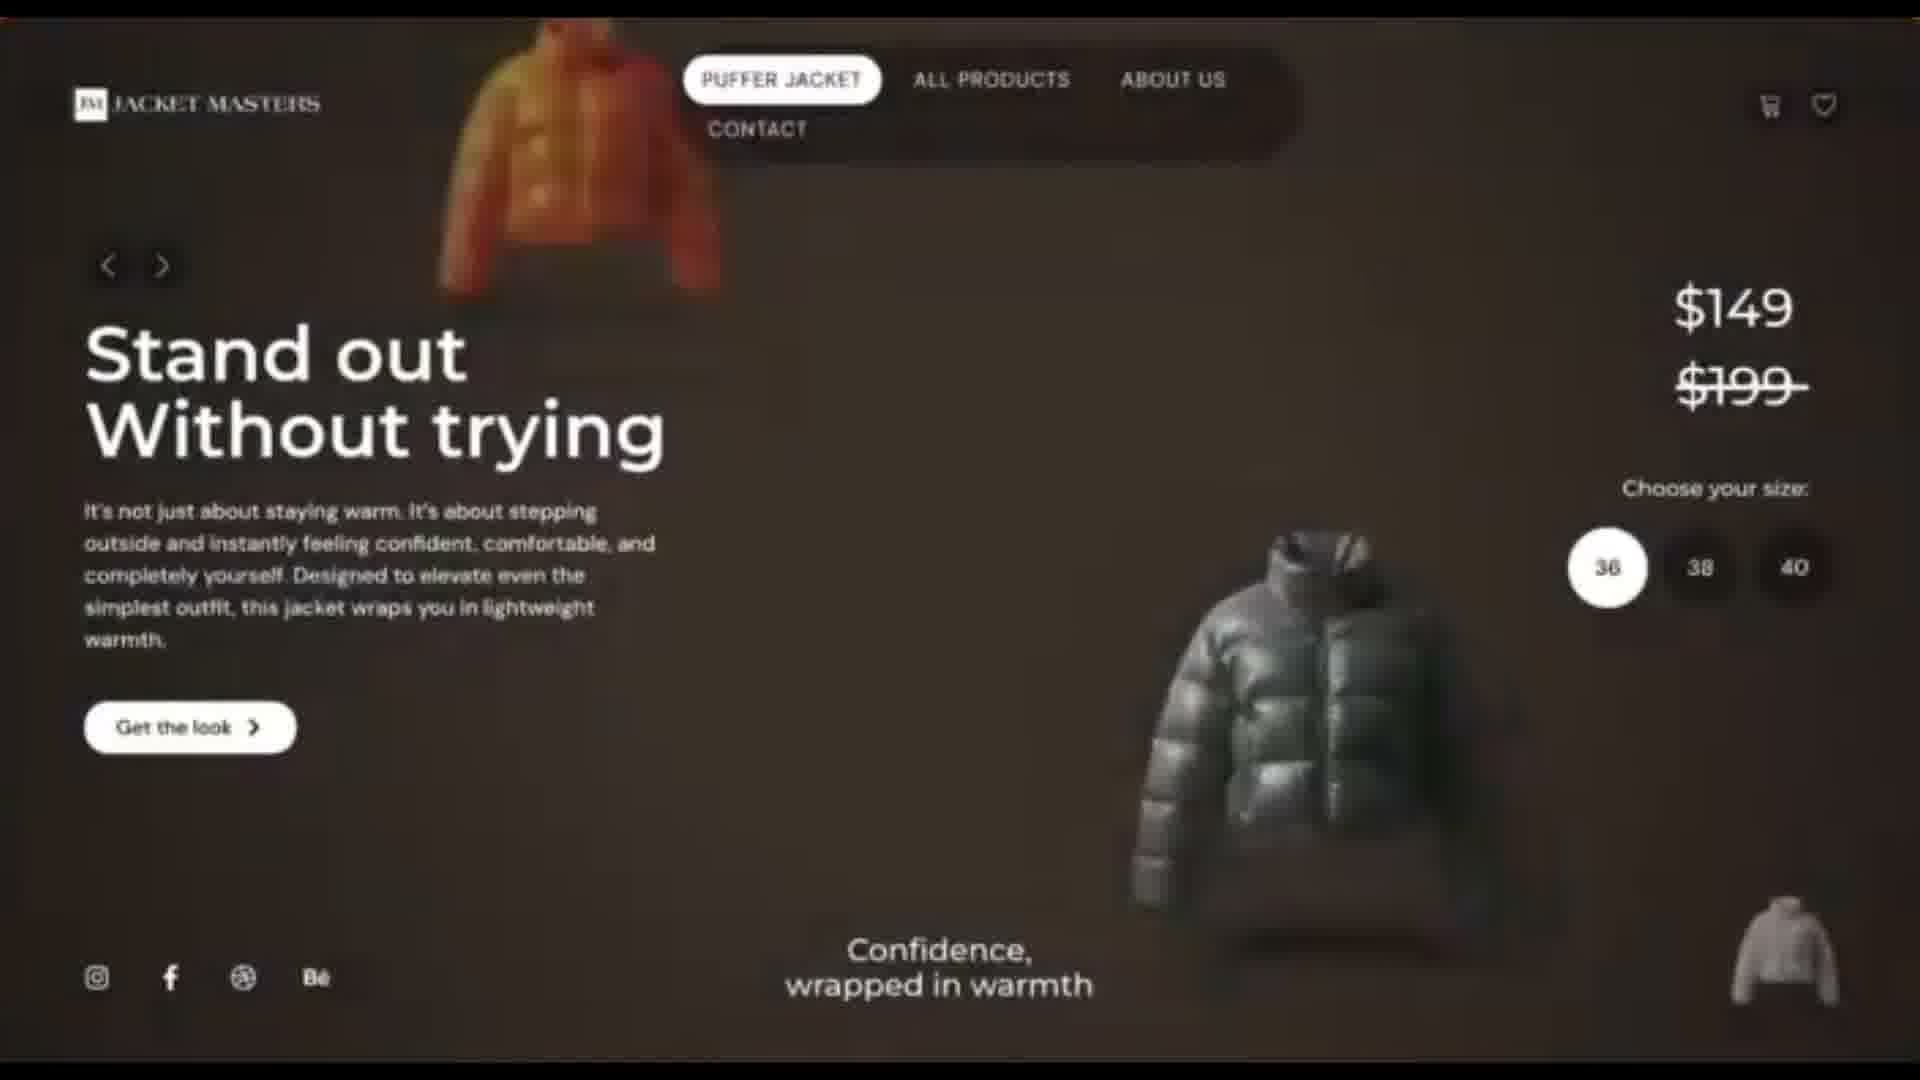 JM JACKET MASTERS
PUFFER JACKET
ALL PRODUCTS
ABOUT US
CONTACT
Stand out
Without trying
It's not just about staying warm. It's about stepping
outside and instantly feeling confident, comfortable, and
completely yourself. Designed to elevate even the
simplest outfit, this jacket wraps you in lightweight
warmth.
Get the look
$149
$199
Choose your size:
36
38
40
Confidence,
wrapped in warmth
Bē